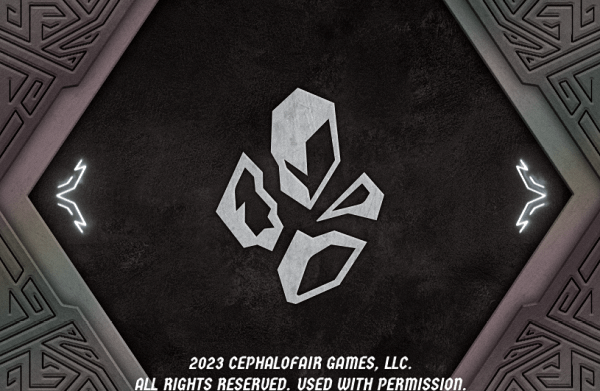 2023 CEPHALOFAIR GAMES, LLC.
ALL RIGHTS RESERVED. USED WITH PERMISSION.